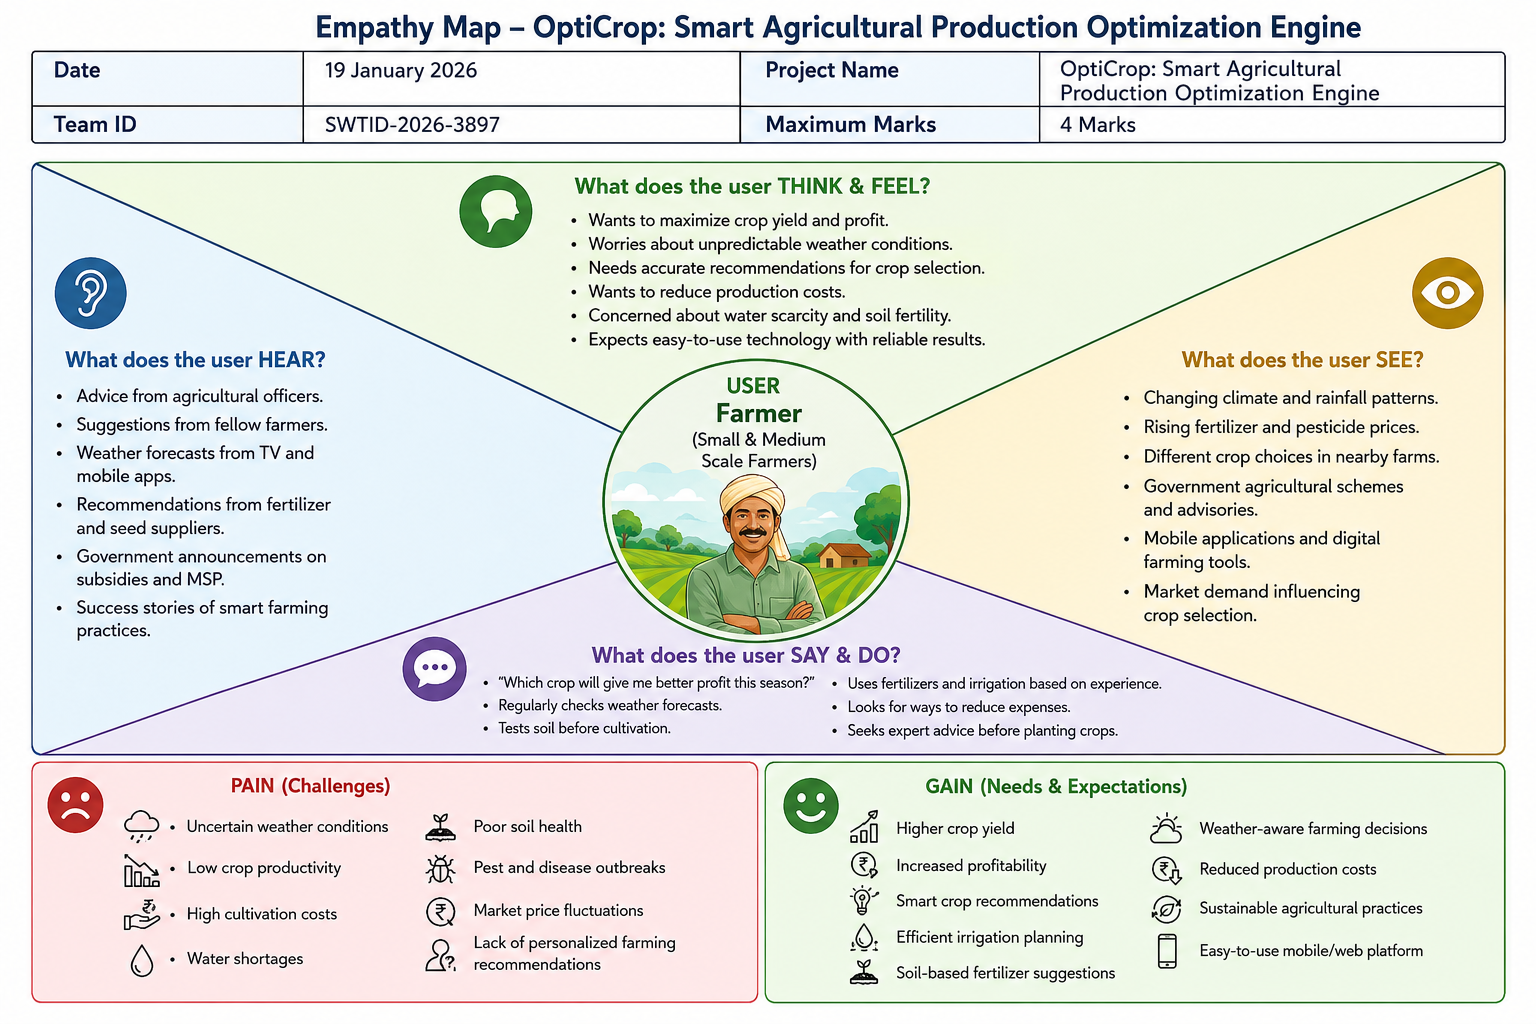 Empathy Map – OptiCrop: Smart Agricultural Production Optimization Engine
Date
19 January 2026
Project Name
OptiCrop: Smart Agricultural
Production Optimization Engine
Team ID
SWTID-2026-3897
Maximum Marks
4 Marks
What does the user THINK & FEEL?
• Wants to maximize crop yield and profit.
• Worries about unpredictable weather conditions.
• Needs accurate recommendations for crop selection.
• Wants to reduce production costs.
• Concerned about water scarcity and soil fertility.
• Expects easy-to-use technology with reliable results.
What does the user HEAR?
• Advice from agricultural officers.
• Suggestions from fellow farmers.
• Weather forecasts from TV and
mobile apps.
• Recommendations from fertilizer
and seed suppliers.
• Government announcements on
subsidies and MSP.
• Success stories of smart farming
practices.
USER
Farmer
(Small & Medium
Scale Farmers)
What does the user SEE?
• Changing climate and rainfall patterns.
• Rising fertilizer and pesticide prices.
• Different crop choices in nearby farms.
• Government agricultural schemes
and advisories.
• Mobile applications and digital
farming tools.
• Market demand influencing
crop selection.
What does the user SAY & DO?
• “Which crop will give me better profit this season?”
• Regularly checks weather forecasts.
• Tests soil before cultivation.
• Uses fertilizers and irrigation based on experience.
• Looks for ways to reduce expenses.
• Seeks expert advice before planting crops.
PAIN (Challenges)
• Uncertain weather conditions
• Low crop productivity
• High cultivation costs
• Water shortages
Poor soil health
Pest and disease outbreaks
Market price fluctuations
Lack of personalized farming
recommendations
GAIN (Needs & Expectations)
Higher crop yield
Increased profitability
Smart crop recommendations
Efficient irrigation planning
Soil-based fertilizer suggestions
Weather-aware farming decisions
Reduced production costs
Sustainable agricultural practices
Easy-to-use mobile/web platform